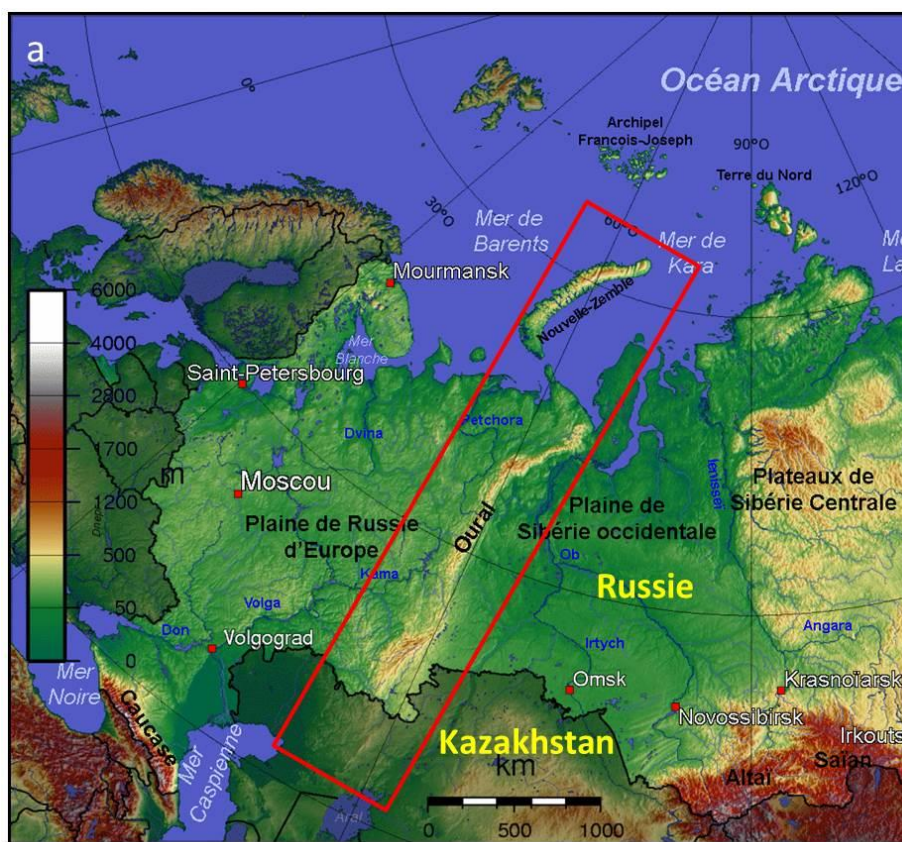 a
Océan Arctique
Archipel
François-Joseph
90°O
Terre du Nord
120°O
0°
30°O
60°O
Mer de
Barents
Mer de
Kara
Mourmansk
Nouvelle-Zemble
6000
4000
2800
1700
1200
500
50
0
m
Mer
Blanche
Saint-Petersbourg
Dvina
Petchora
Ienisseï
Moscou
Plaine de Russie
d'Europe
Oural
Plaine de
Sibérie occidentale
Plateaux de
Sibérie Centrale
Ob
Kama
Russie
Volga
Don
Volgograd
Irtych
Angara
Mer
Noire
Caucase
Mer
Caspienne
Omsk
Krasnoïarsk
Novossibirsk
Irkouts
Kazakhstan
km
Altaï
Saïan
Aral
0
500
1000